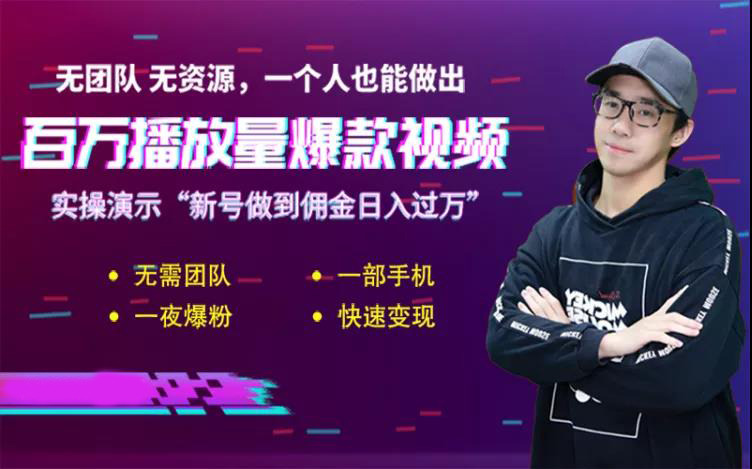 无团队 无资源，一个人也能做出
百万播放量爆款视频
实操演示“新号做到佣金日入过万”
• 无需团队
• 一部手机
• 一夜爆粉
• 快速变现